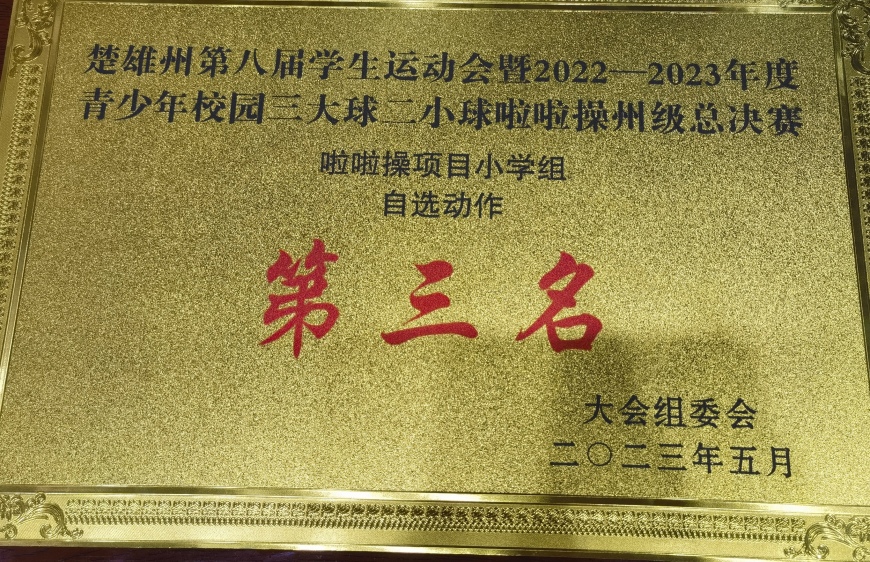 楚雄州第八届学生运动会暨2022—2023年度
青少年校园三大球二小球啦啦操州级总决赛
啦啦操项目小学组
自选动作
第三名
大会组委会
二〇二三年五月